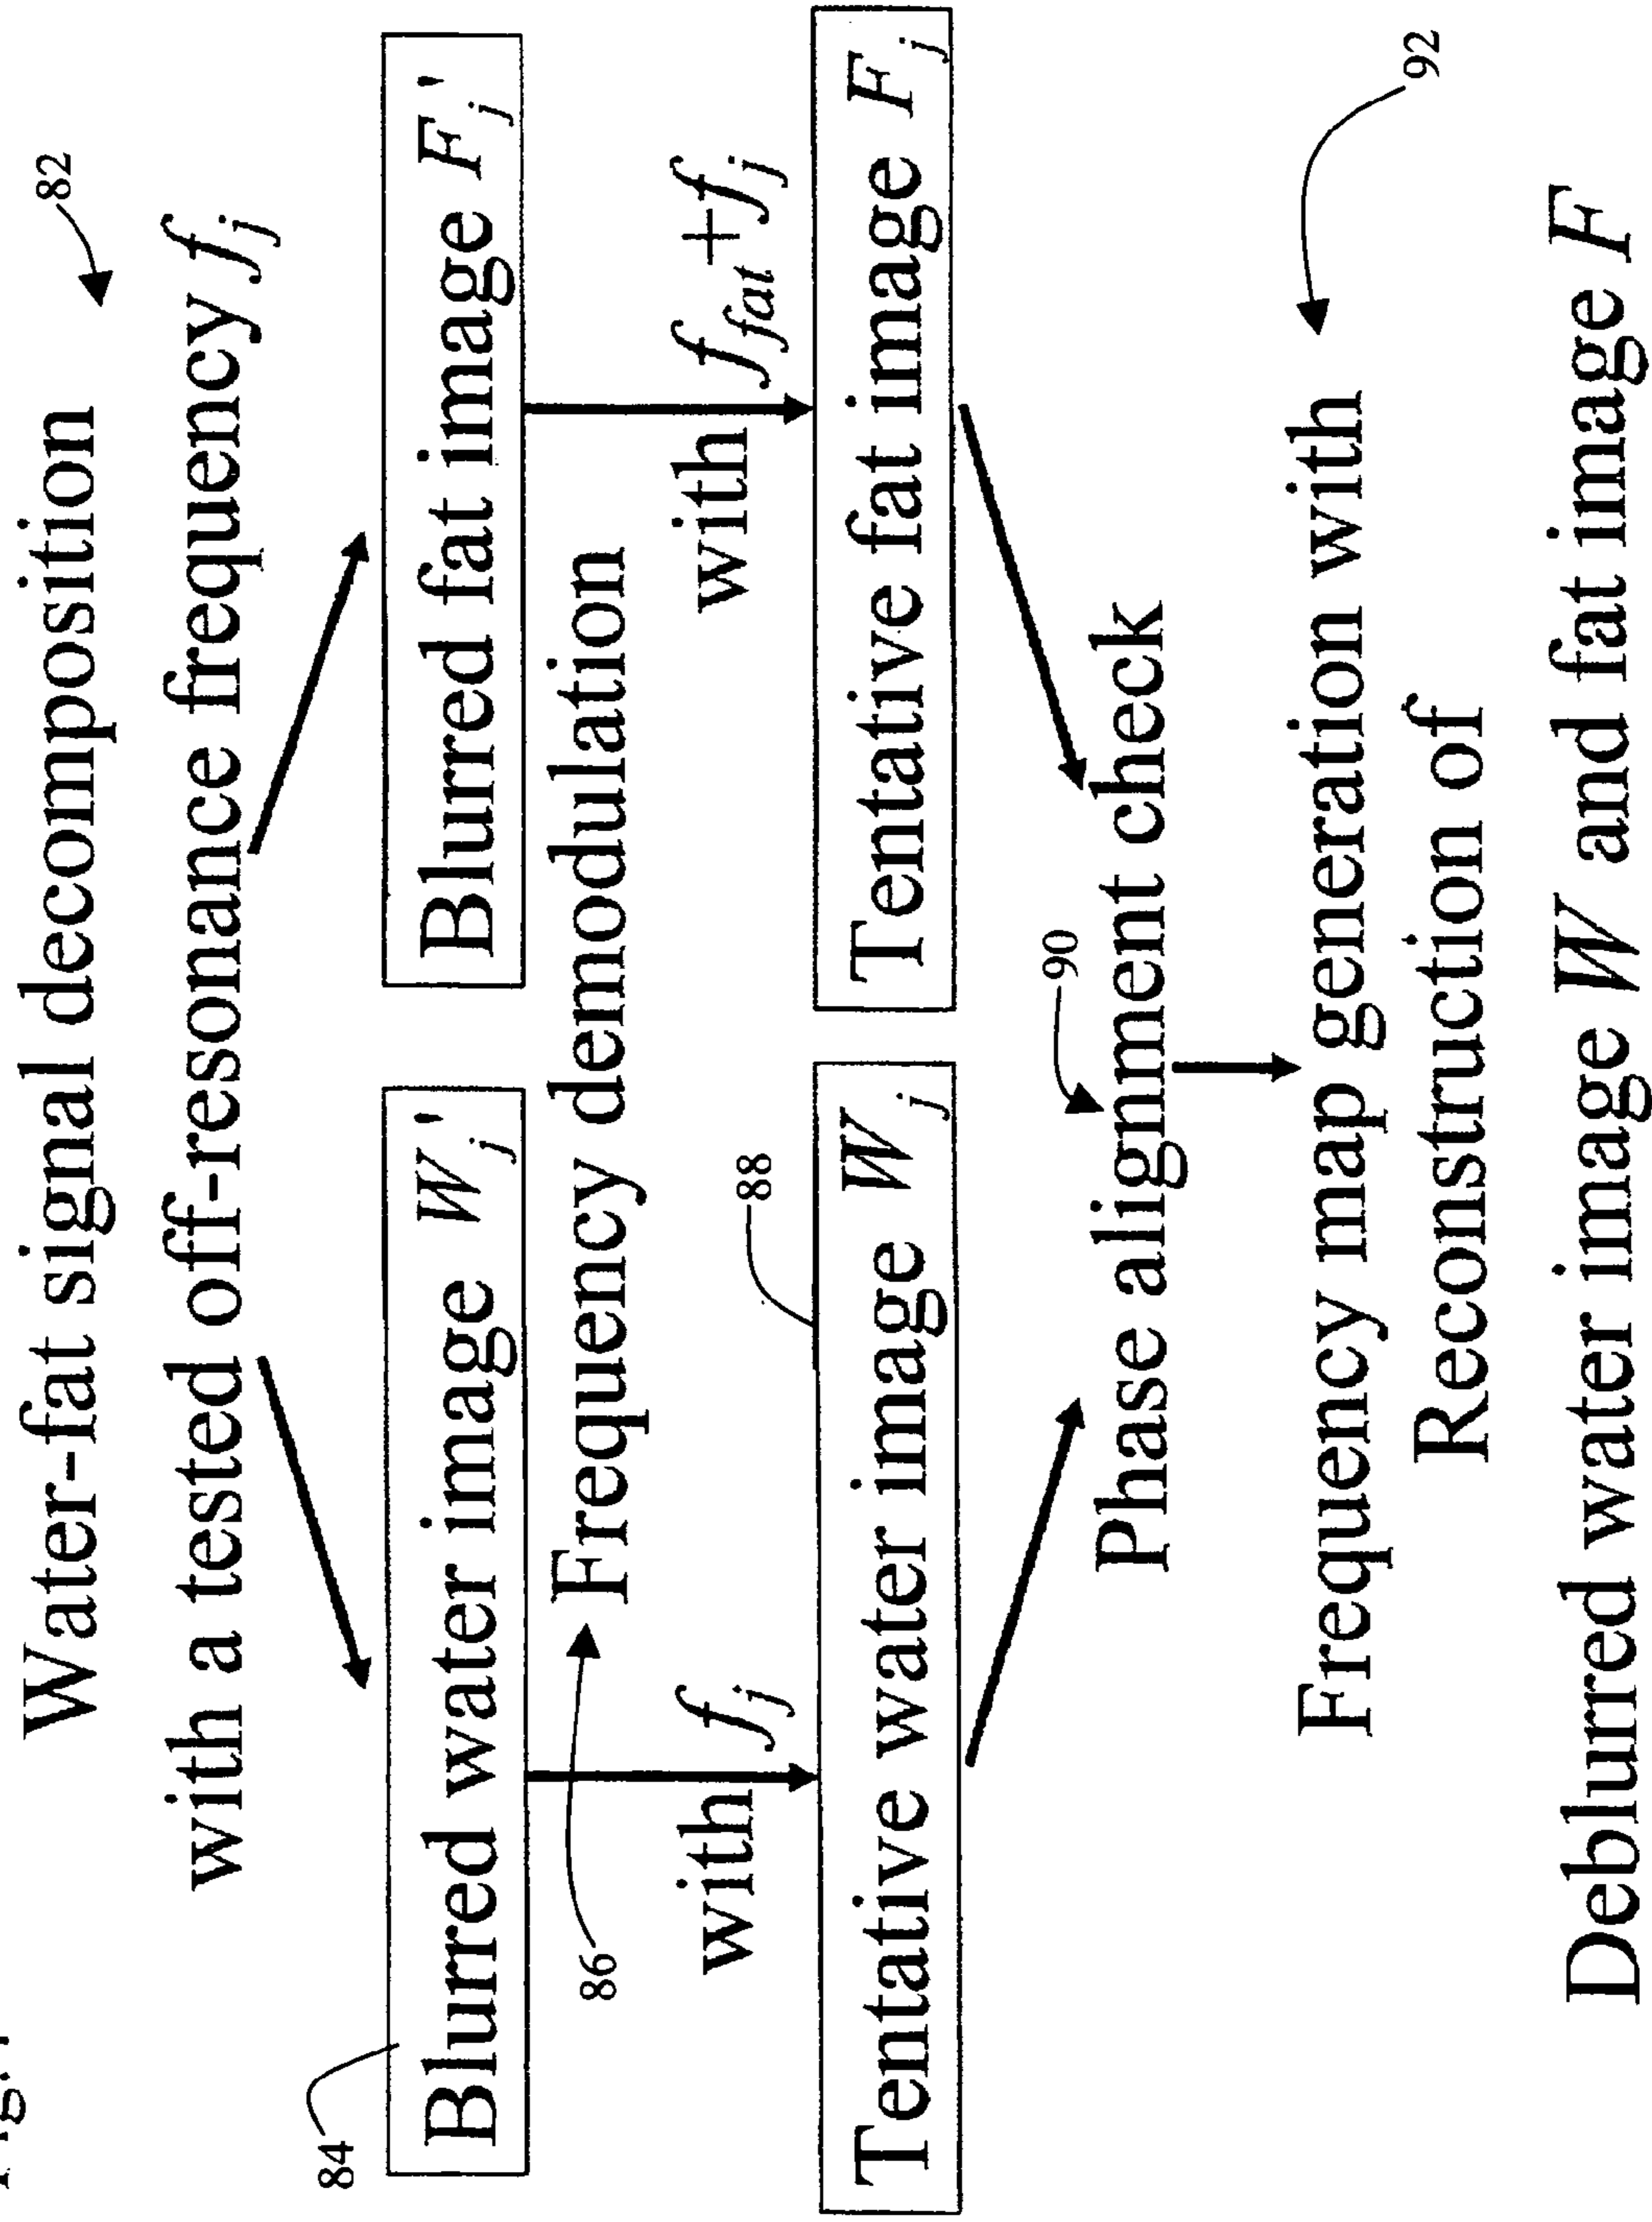 82
Water-fat signal decomposition
with a tested off-resonance frequency fj
84
Blurred water image Wj'
Blurred fat image Fj'
86
Frequency demodulation
with fj
with ffat+fj
88
Tentative water image Wj
Tentative fat image Fj
90
Phase alignment check
92
Frequency map generation with
Reconstruction of
Deblurred water image W and fat image F